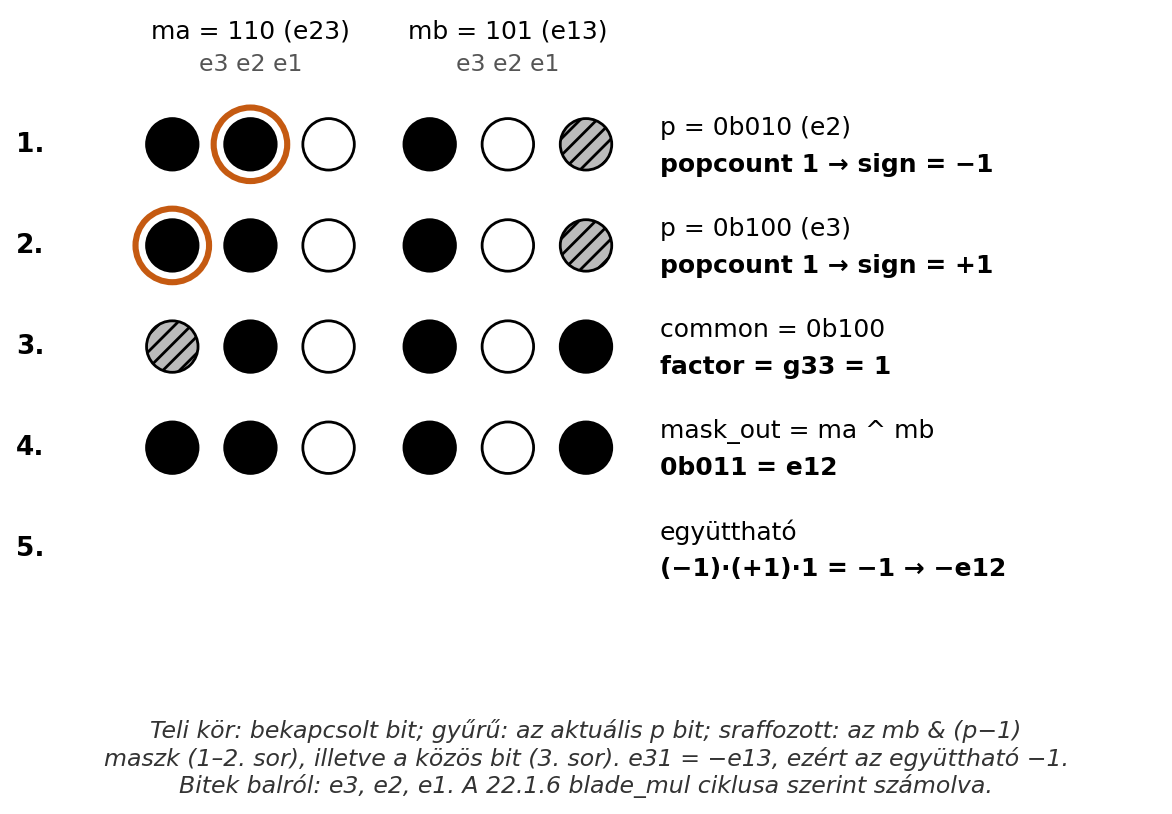 ma = 110 (e23) mb = 101 (e13)
e3 e2 e1 e3 e2 e1
1. p = 0b010 (e2)
popcount 1 → sign = −1
2. p = 0b100 (e3)
popcount 1 → sign = +1
3. common = 0b100
factor = g33 = 1
4. mask_out = ma ^ mb
0b011 = e12
5. együttható
(−1)·(+1)·1 = −1 → −e12
Teli kör: bekapcsolt bit; gyűrű: az aktuális p bit; sraffozott: az mb & (p−1)
maszk (1–2. sor), illetve a közös bit (3. sor). e31 = −e13, ezért az együttható −1.
Bitek balról: e3, e2, e1. A 22.1.6 blade_mul ciklusa szerint számolva.